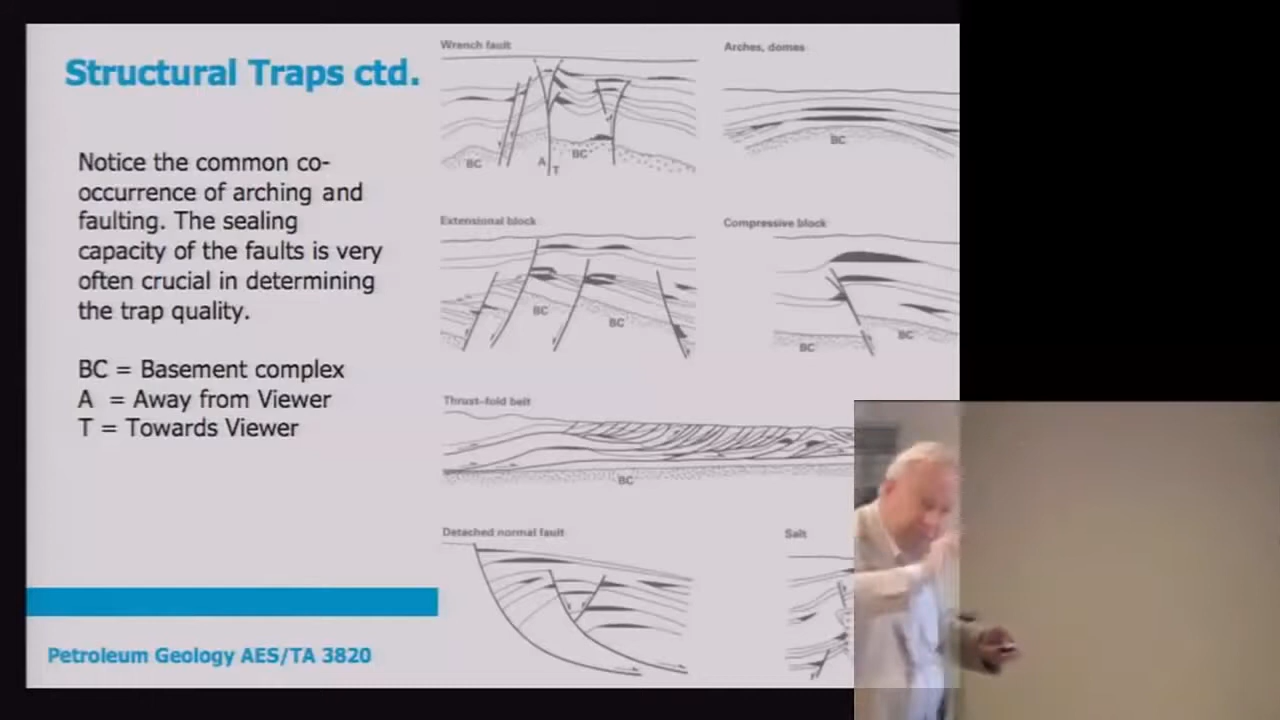 Structural Traps ctd.
Notice the common co-
occurrence of arching and
faulting. The sealing
capacity of the faults is very
often crucial in determining
the trap quality.
BC = Basement complex
A = Away from Viewer
T = Towards Viewer
Petroleum Geology AES/TA 3820
Wrench fault
BC
A
T
BC
Arches, domes
BC
Extensional block
BC
BC
Compressive block
BC
BC
Thrust-fold belt
BC
Detached normal fault
Salt